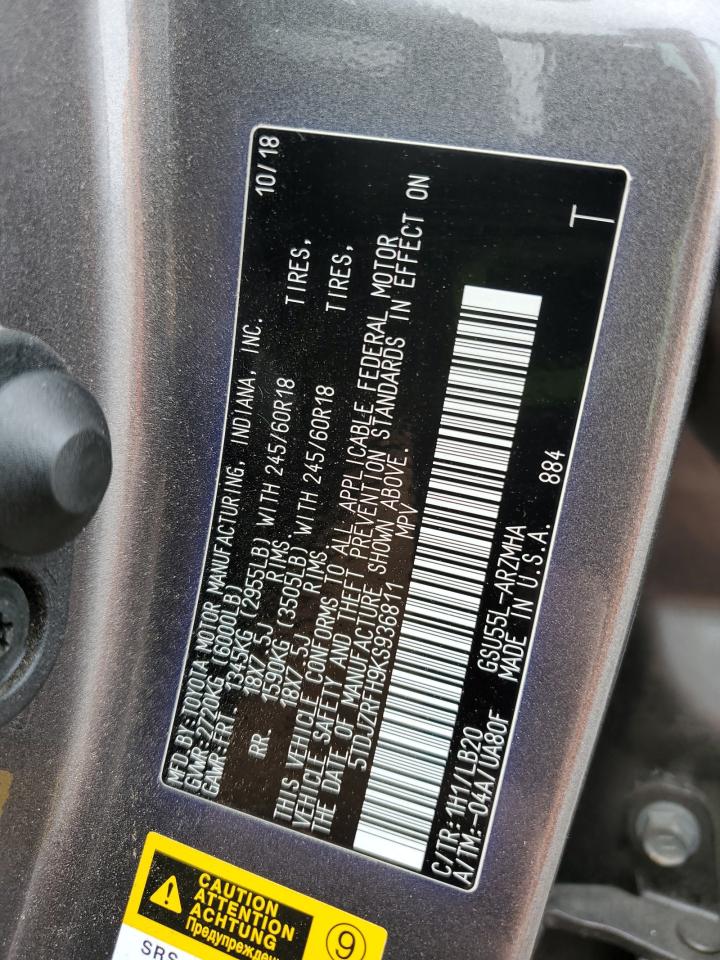 10/18
MFD.BY:TOYOTA MOTOR MANUFACTURING, INDIANA, INC.
GVWR:2720KG (6000LB)
GAWR:FRT. 1345KG (2955LB) WITH 245/60R18 TIRES,
18X7.5J RIMS
RR. 1590KG (3505LB) WITH 245/60R18 TIRES,
18X7.5J RIMS
THIS VEHICLE CONFORMS TO ALL APPLICABLE FEDERAL MOTOR
VEHICLE SAFETY AND THEFT PREVENTION STANDARDS IN EFFECT ON
THE DATE OF MANUFACTURE SHOWN ABOVE.
5TDJZRFH9KS936811 MPV
C/TR:1H1/LB20 GSU55L-ARZMHA 884
A/TM:-04A/UA80F MADE IN U.S.A.
T
CAUTION
ATTENTION
ACHTUNG
Предупреждение
9
SRS